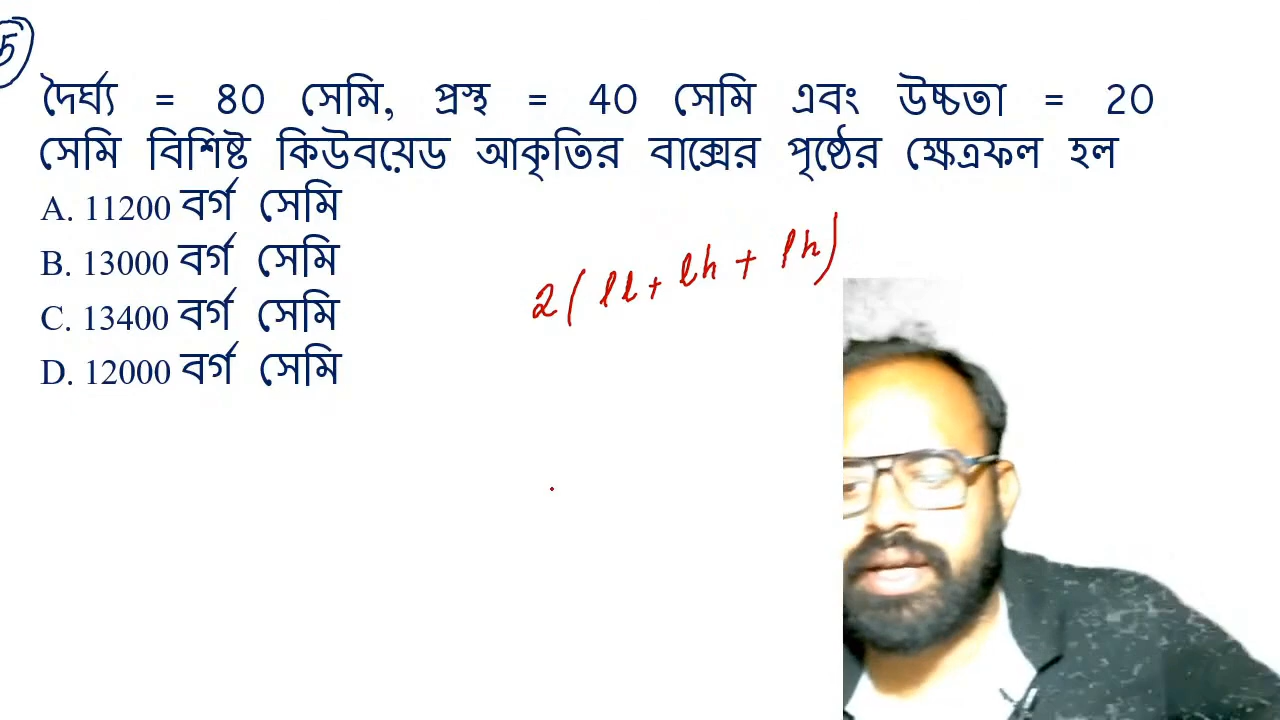 5
দৈর্ঘ্য = 80 সেমি, প্রস্থ = 40 সেমি এবং উচ্চতা = 20
সেমি বিশিষ্ট কিউবয়েড আকৃতির বাক্সের পৃষ্ঠের ক্ষেত্রফল হল
A. 11200 বর্গ সেমি
B. 13000 বর্গ সেমি
C. 13400 বর্গ সেমি
D. 12000 বর্গ সেমি
2(lb + bh + lh)